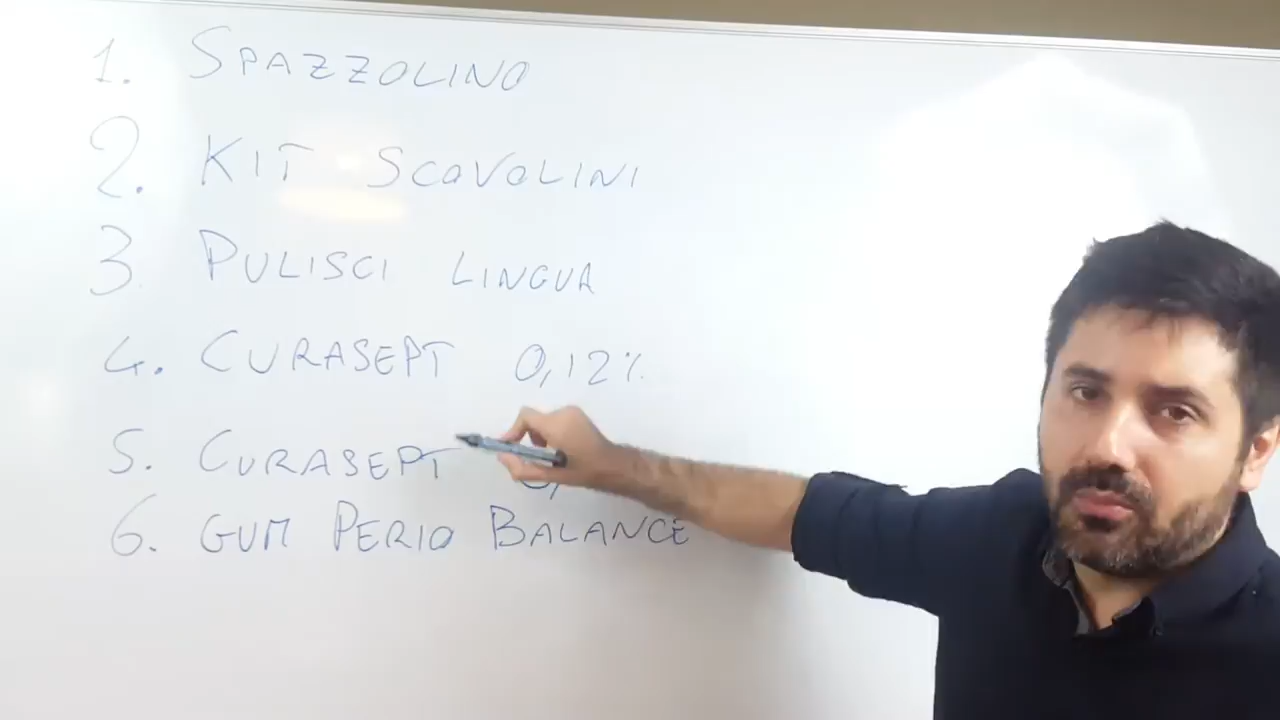 1. SPAZZOLINO
2. KIT SCOVOLINI
3. PULISCI LINGUA
4. CURASEPT 0,12%
5. CURASEPT
6. GUM PERIO BALANCE